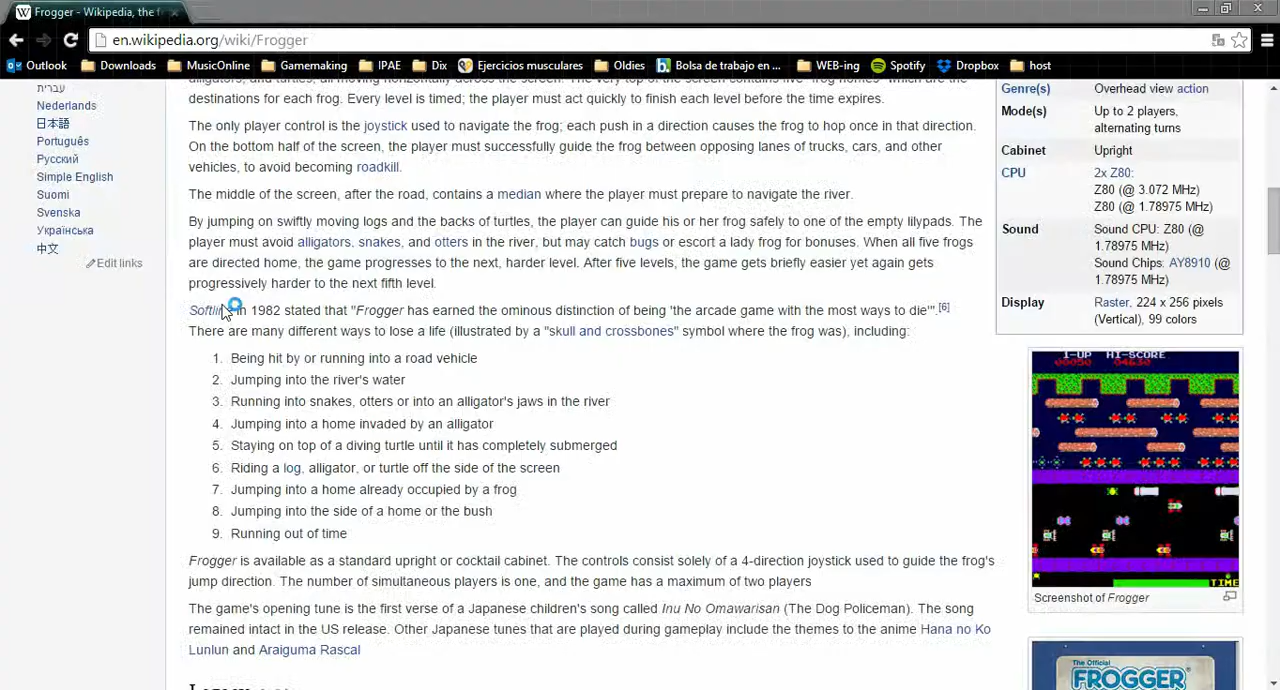 Frogger - Wikipedia, the f
en.wikipedia.org/wiki/Frogger
Outlook Downloads MusicOnline Gamemaking IPAE Dix Ejercicios musculares Oldies Bolsa de trabajo en ... WEB-ing Spotify Dropbox host
עברית
Nederlands
日本語
Português
Русский
Simple English
Suomi
Svenska
Українська
中文
Edit links
destinations for each frog. Every level is timed; the player must act quickly to finish each level before the time expires.
The only player control is the joystick used to navigate the frog; each push in a direction causes the frog to hop once in that direction.
On the bottom half of the screen, the player must successfully guide the frog between opposing lanes of trucks, cars, and other
vehicles, to avoid becoming roadkill.
The middle of the screen, after the road, contains a median where the player must prepare to navigate the river.
By jumping on swiftly moving logs and the backs of turtles, the player can guide his or her frog safely to one of the empty lilypads. The
player must avoid alligators, snakes, and otters in the river, but may catch bugs or escort a lady frog for bonuses. When all five frogs
are directed home, the game progresses to the next, harder level. After five levels, the game gets briefly easier yet again gets
progressively harder to the next fifth level.
in 1982 stated that "Frogger has earned the ominous distinction of being 'the arcade game with the most ways to die'".[6]
There are many different ways to lose a life (illustrated by a "skull and crossbones" symbol where the frog was), including:
1. Being hit by or running into a road vehicle
2. Jumping into the river's water
3. Running into snakes, otters or into an alligator's jaws in the river
4. Jumping into a home invaded by an alligator
5. Staying on top of a diving turtle until it has completely submerged
6. Riding a log, alligator, or turtle off the side of the screen
7. Jumping into a home already occupied by a frog
8. Jumping into the side of a home or the bush
9. Running out of time
Frogger is available as a standard upright or cocktail cabinet. The controls consist solely of a 4-direction joystick used to guide the frog's
jump direction. The number of simultaneous players is one, and the game has a maximum of two players
The game's opening tune is the first verse of a Japanese children's song called Inu No Omawarisan (The Dog Policeman). The song
remained intact in the US release. Other Japanese tunes that are played during gameplay include the themes to the anime Hana no Ko
Lunlun and Araiguma Rascal
Genre(s) Overhead view action
Mode(s) Up to 2 players,
alternating turns
Cabinet Upright
CPU 2x Z80:
Z80 (@ 3.072 MHz)
Z80 (@ 1.78975 MHz)
Sound Sound CPU: Z80 (@
1.78975 MHz)
Sound Chips: AY8910 (@
1.78975 MHz)
Display Raster, 224 x 256 pixels
(Vertical), 99 colors
1-UP HI-SCORE
00050 04630
TIME
Screenshot of Frogger
The Official
FROGGER